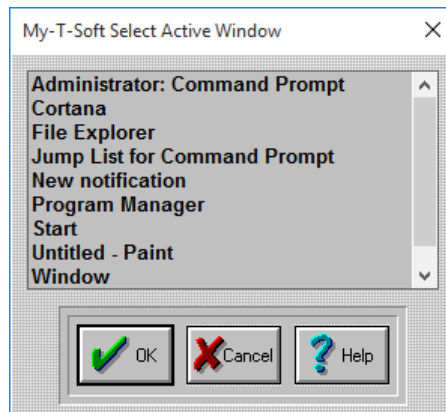 My-T-Soft Select Active Window
Administrator: Command Prompt
Cortana
File Explorer
Jump List for Command Prompt
New notification
Program Manager
Start
Untitled - Paint
Window
OK
Cancel
Help